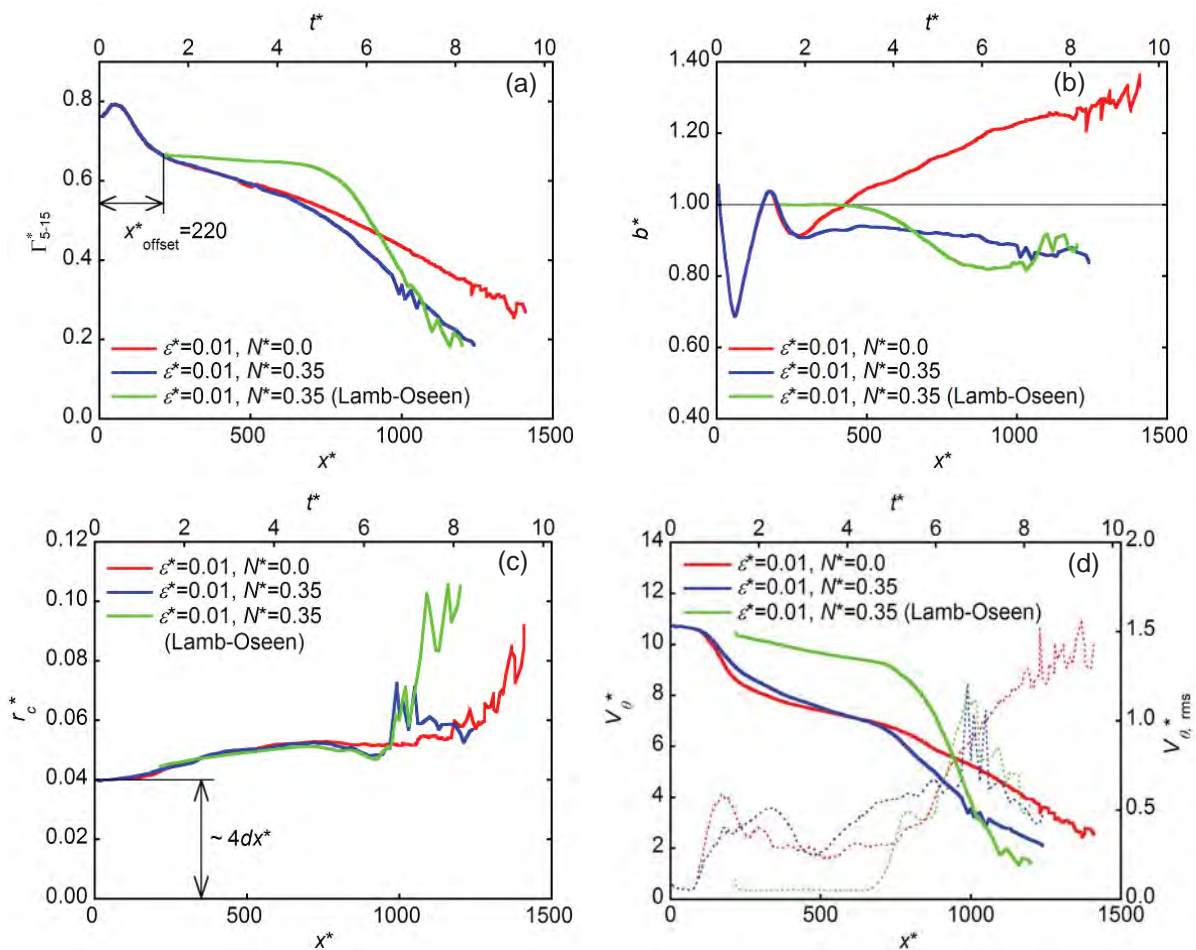 t*
0 2 4 6 8 10
(a)
0.8
0.6
0.4
0.2
0.0
Γ*5-15
x*offset=220
ε*=0.01, N*=0.0
ε*=0.01, N*=0.35
ε*=0.01, N*=0.35 (Lamb-Oseen)
0 500 1000 1500
x*
t*
0 2 4 6 8 10
(b)
1.40
1.20
1.00
0.80
0.60
0.40
b*
ε*=0.01, N*=0.0
ε*=0.01, N*=0.35
ε*=0.01, N*=0.35 (Lamb-Oseen)
0 500 1000 1500
x*
t*
0 2 4 6 8 10
(c)
0.12
0.10
0.08
0.06
0.04
0.02
0.00
rc*
ε*=0.01, N*=0.0
ε*=0.01, N*=0.35
ε*=0.01, N*=0.35
(Lamb-Oseen)
~ 4dx*
0 500 1000 1500
x*
t*
0 2 4 6 8 10
(d)
14
12
10
8
6
4
2
0
Vθ*
ε*=0.01, N*=0.0
ε*=0.01, N*=0.35
ε*=0.01, N*=0.35 (Lamb-Oseen)
2.0
1.5
1.0
0.5
0.0
Vθ, rms*
0 500 1000 1500
x*